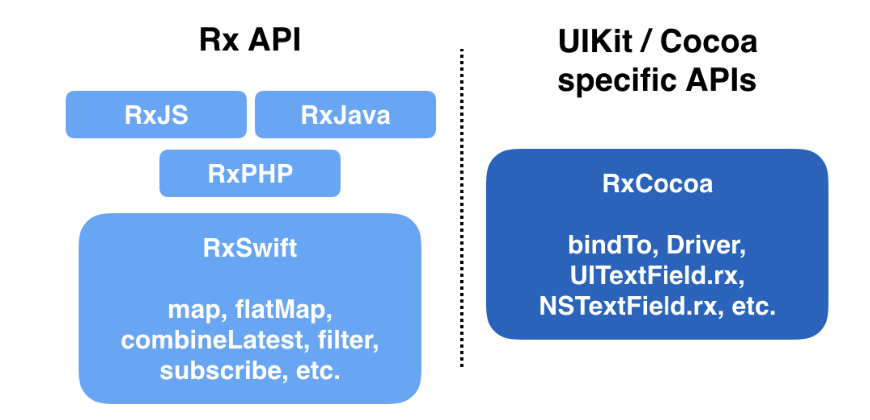 Rx API
RxJS
RxJava
RxPHP
RxSwift
map, flatMap,
combineLatest, filter,
subscribe, etc.
UIKit / Cocoa
specific APIs
RxCocoa
bindTo, Driver,
UITextField.rx,
NSTextField.rx, etc.